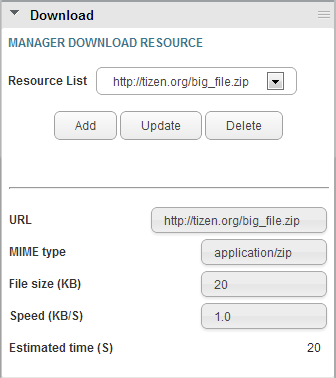 Download
MANAGER DOWNLOAD RESOURCE
Resource List http://tizen.org/big_file.zip
Add Update Delete
URL http://tizen.org/big_file.zip
MIME type application/zip
File size (KB) 20
Speed (KB/S) 1.0
Estimated time (S) 20